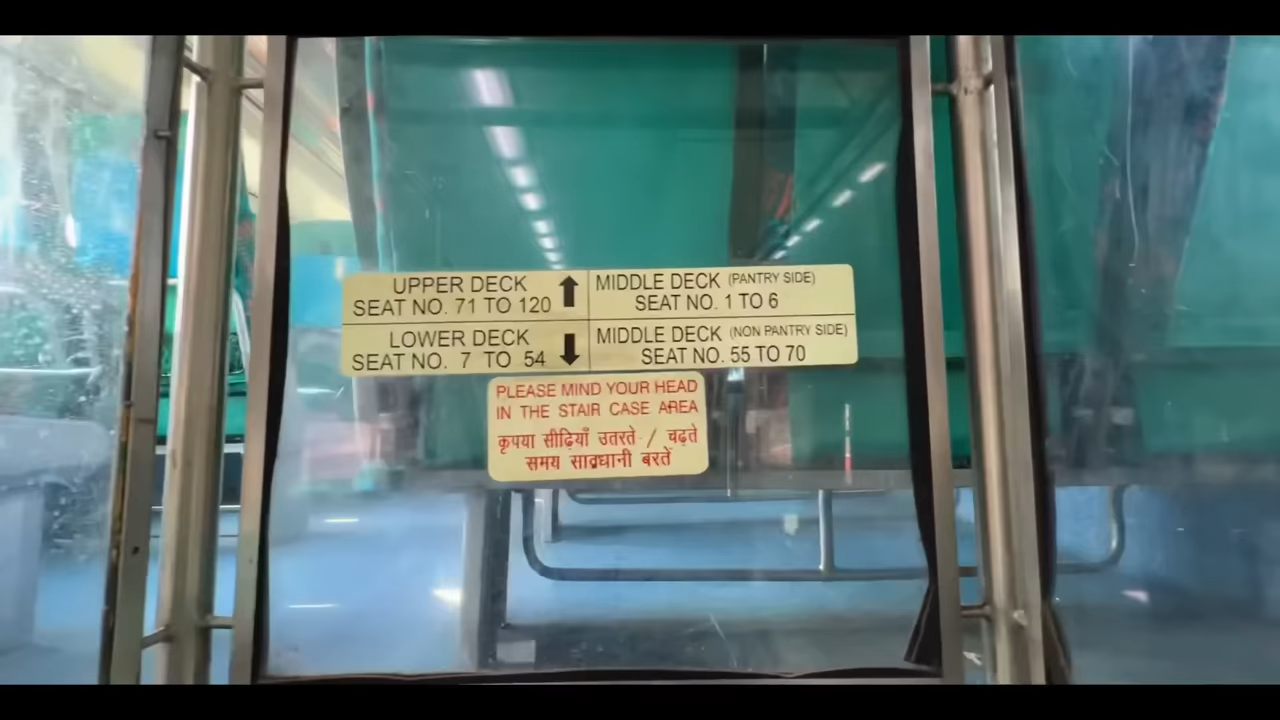 UPPER DECK
SEAT NO. 71 TO 120
MIDDLE DECK (PANTRY SIDE)
SEAT NO. 1 TO 6
LOWER DECK
SEAT NO. 7 TO 54
MIDDLE DECK (NON PANTRY SIDE)
SEAT NO. 55 TO 70
PLEASE MIND YOUR HEAD
IN THE STAIR CASE AREA
कृपया सीढ़ियाँ उतरते / चढ़ते
समय सावधानी बरतें